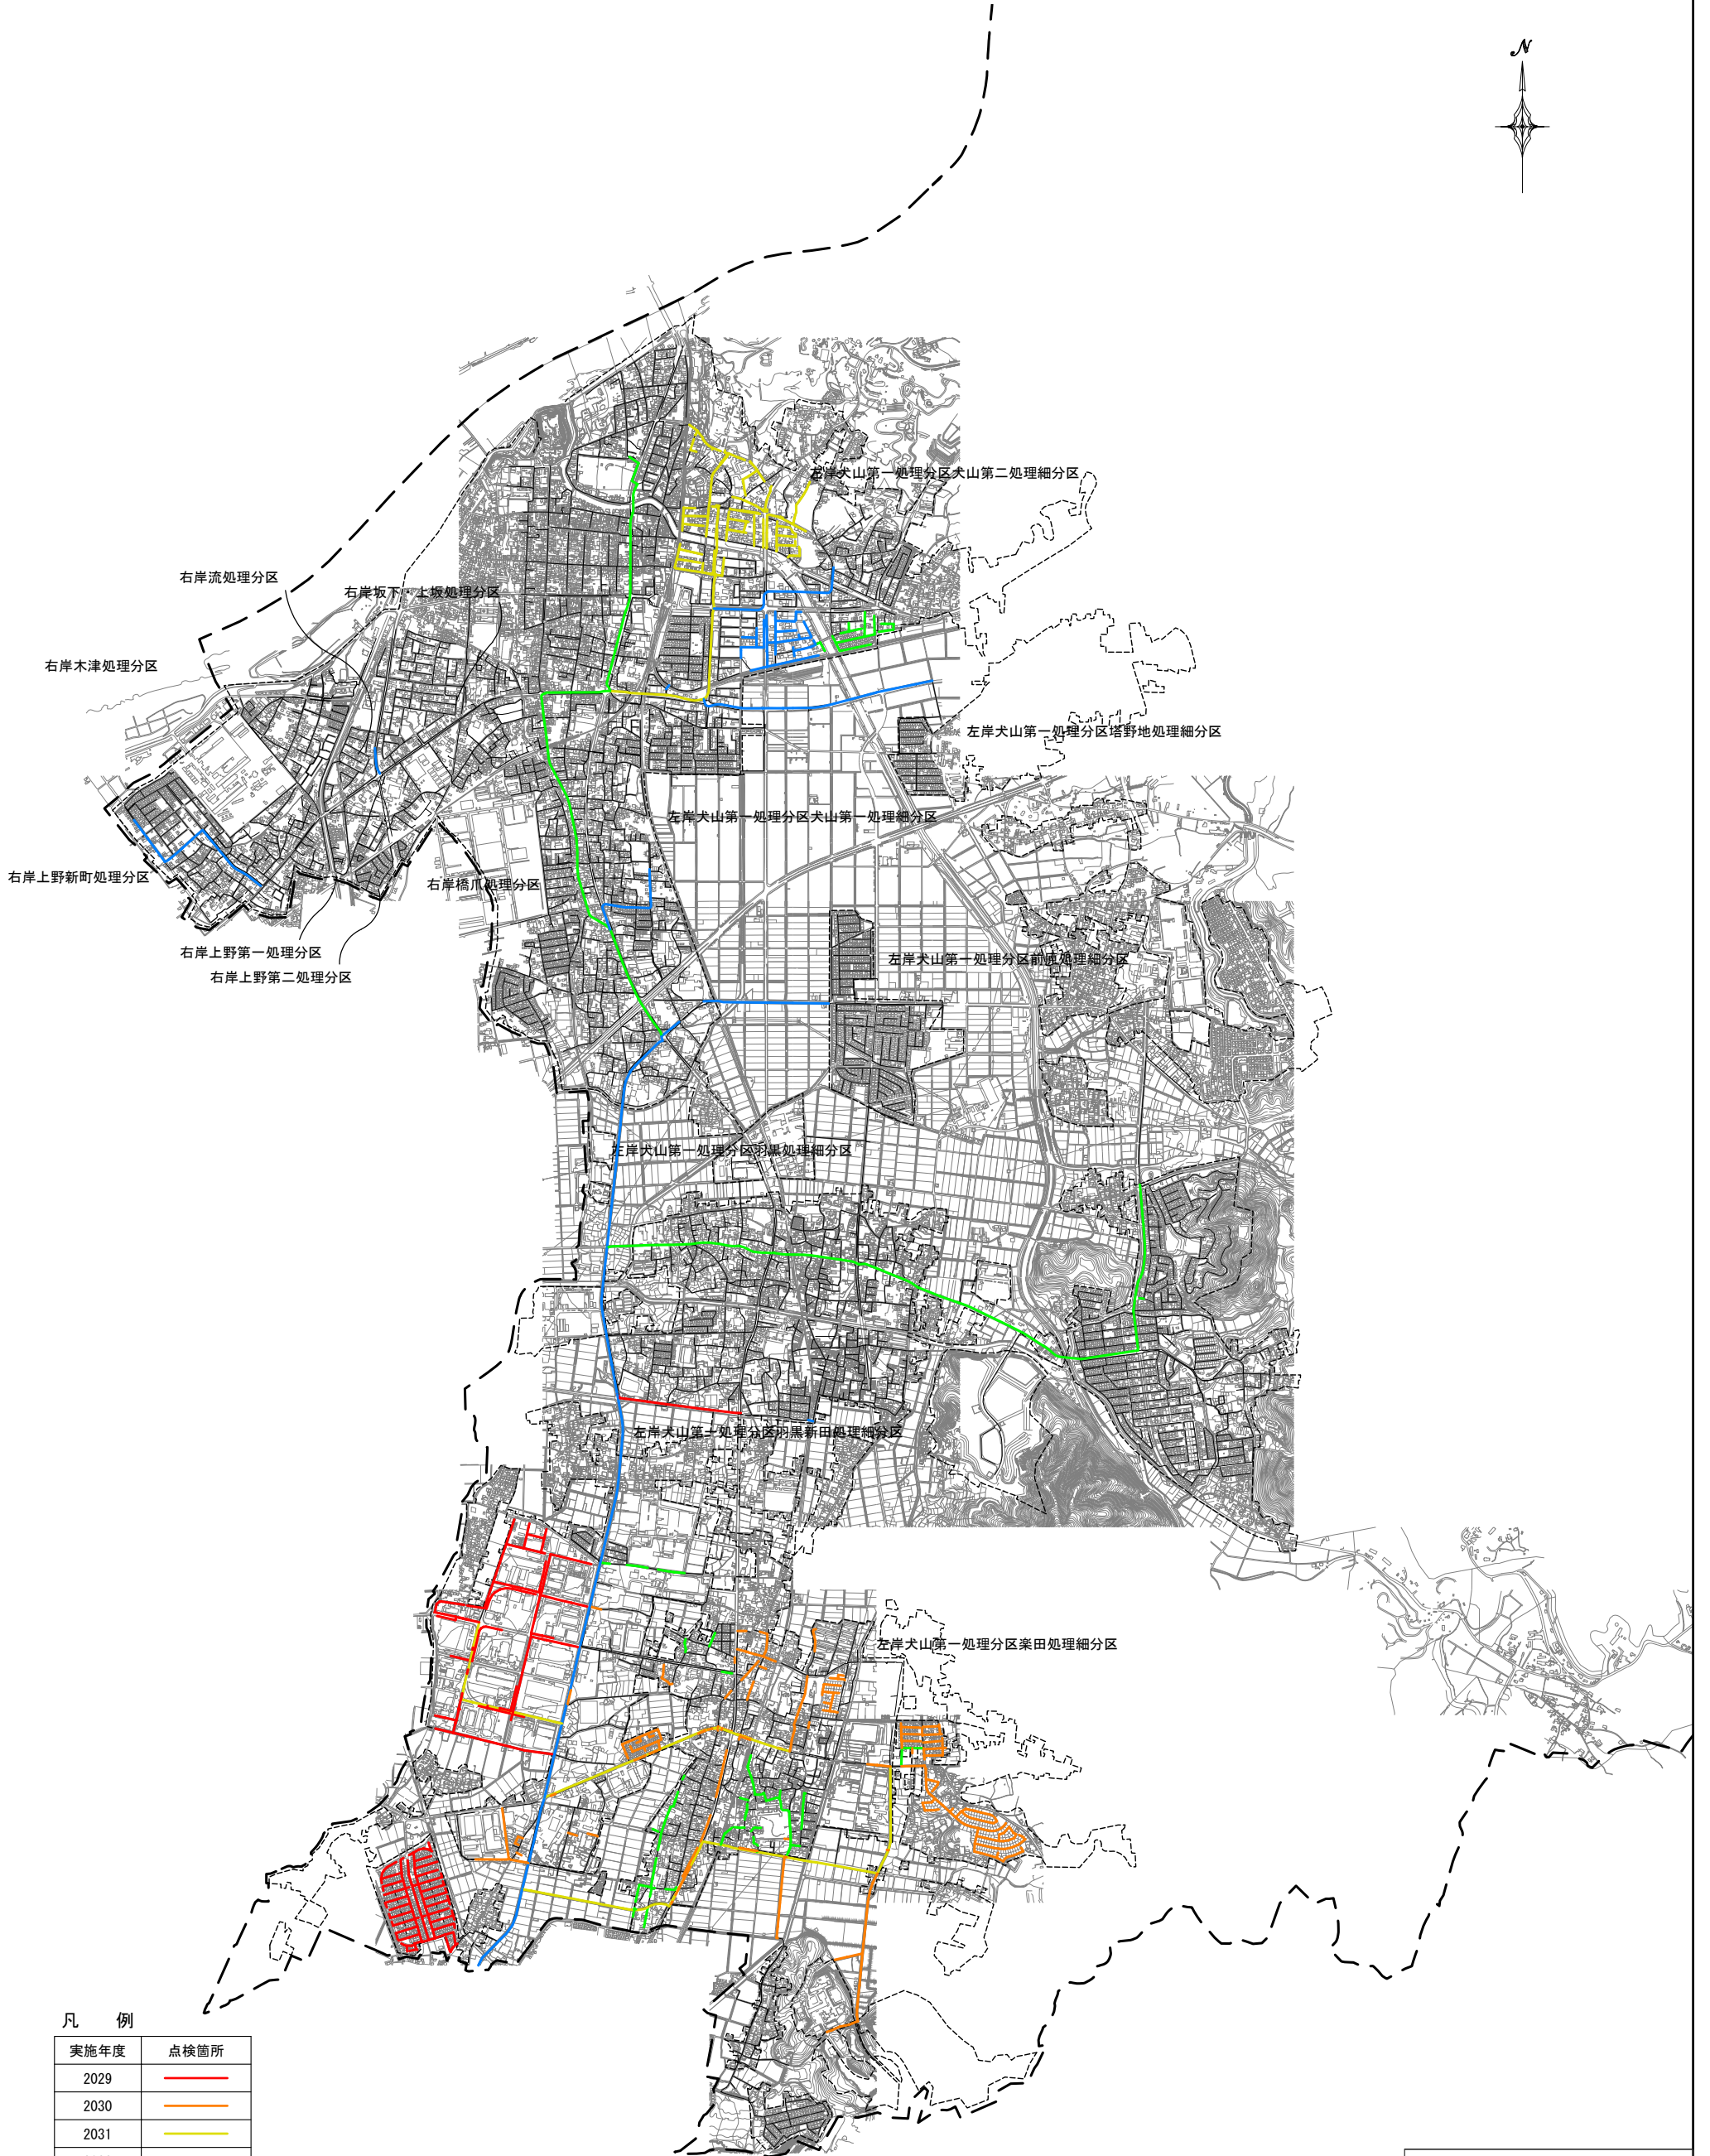 N
左岸犬山第一処理分区犬山第二処理細分区
右岸流処理分区
右岸坂下・上坂処理分区
右岸木津処理分区
左岸犬山第一処理分区塔野地処理細分区
左岸犬山第一処理分区犬山第一処理細分区
右岸上野新町処理分区
右岸橋爪処理分区
右岸上野第一処理分区
左岸犬山第一処理分区前原処理細分区
右岸上野第二処理分区
左岸犬山第一処理分区羽黒処理細分区
左岸犬山第一処理分区羽黒新田処理細分区
左岸犬山第一処理分区楽田処理細分区
凡 例
実施年度 点検箇所
2029
2030
2031